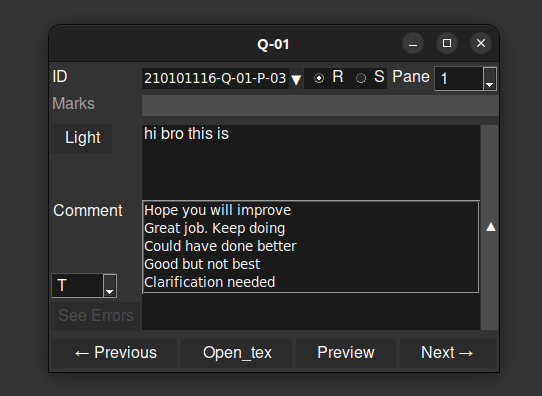 Q-01
ID 210101116-Q-01-P-03 ▼ R S Pane 1
Marks
Light hi bro this is
Comment
Hope you will improve
Great job. Keep doing
Could have done better
Good but not best
Clarification needed
T
See Errors
← Previous Open_tex Preview Next →